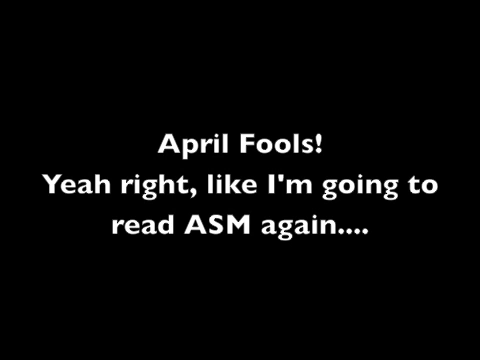 April Fools!
Yeah right, like I'm going to
read ASM again....